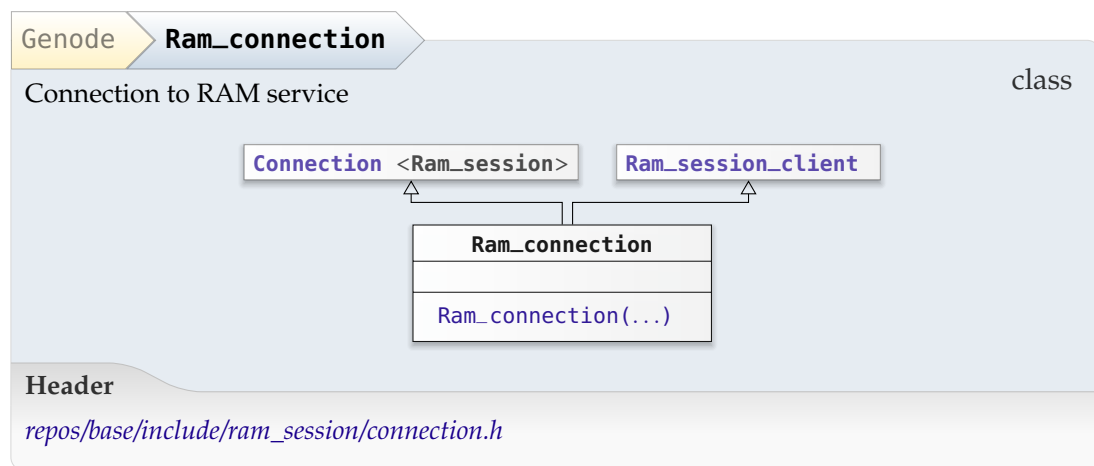 Genode Ram_connection
class
Connection to RAM service
Connection <Ram_session> Ram_session_client
Ram_connection
Ram_connection(...)
Header
repos/base/include/ram_session/connection.h